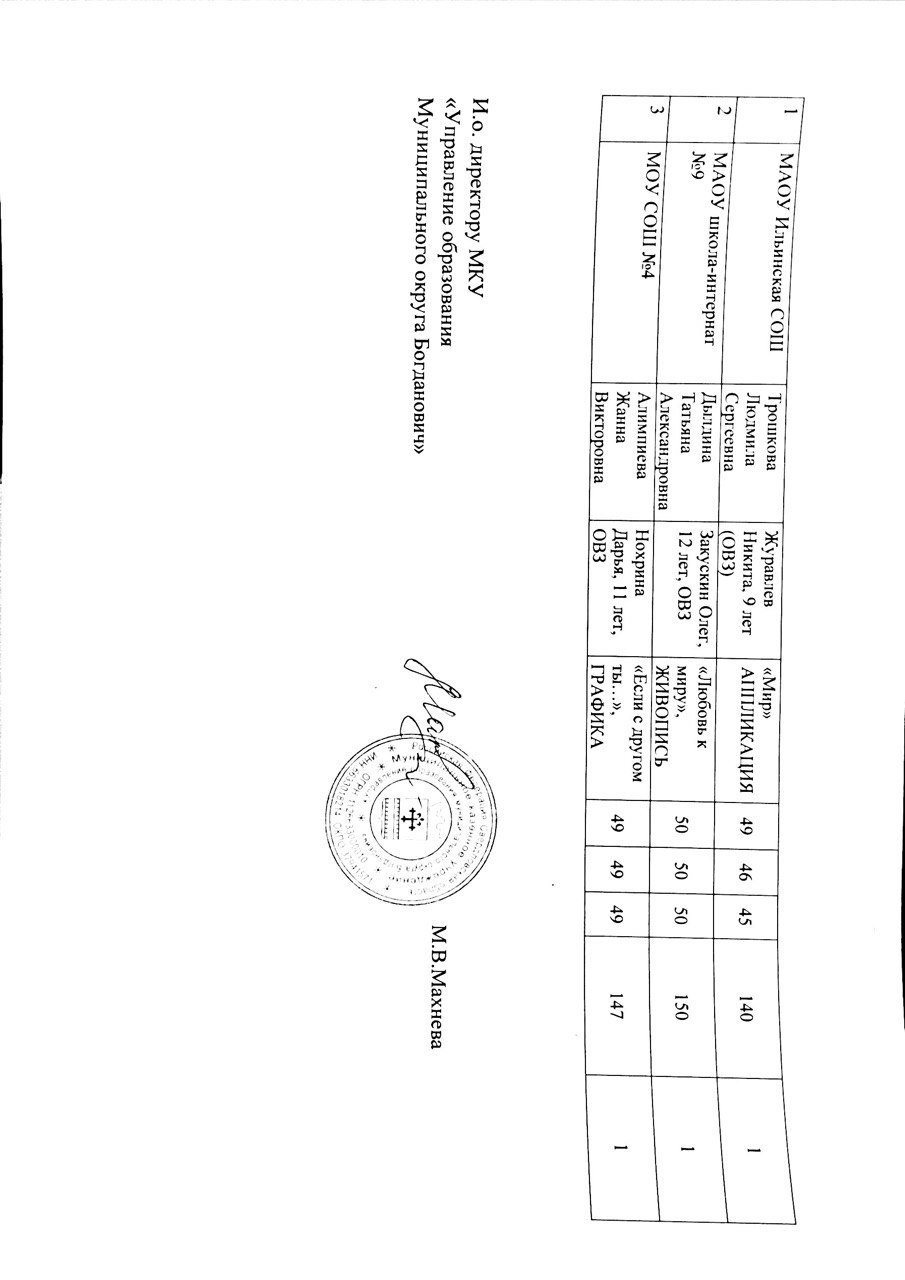 1
МАОУ Ильинская СОШ
Трошкова
Людмила
Сергеевна
Журавлев
Никита, 9 лет
(ОВЗ)
«Мир»
АППЛИКАЦИЯ
49
46
45
140
1
2
МАОУ школа-интернат
№9
Дылдина
Татьяна
Александровна
Закускин Олег,
12 лет, ОВЗ
«Любовь к
миру»,
ЖИВОПИСЬ
50
50
50
150
1
3
МОУ СОШ №4
Алимпиева
Жанна
Викторовна
Нохрина
Дарья, 11 лет,
ОВЗ
«Если с другом
ты…»,
ГРАФИКА
49
49
49
147
1
И.о. директору МКУ
«Управление образования
Муниципального округа Богданович»
М.В.Махнева